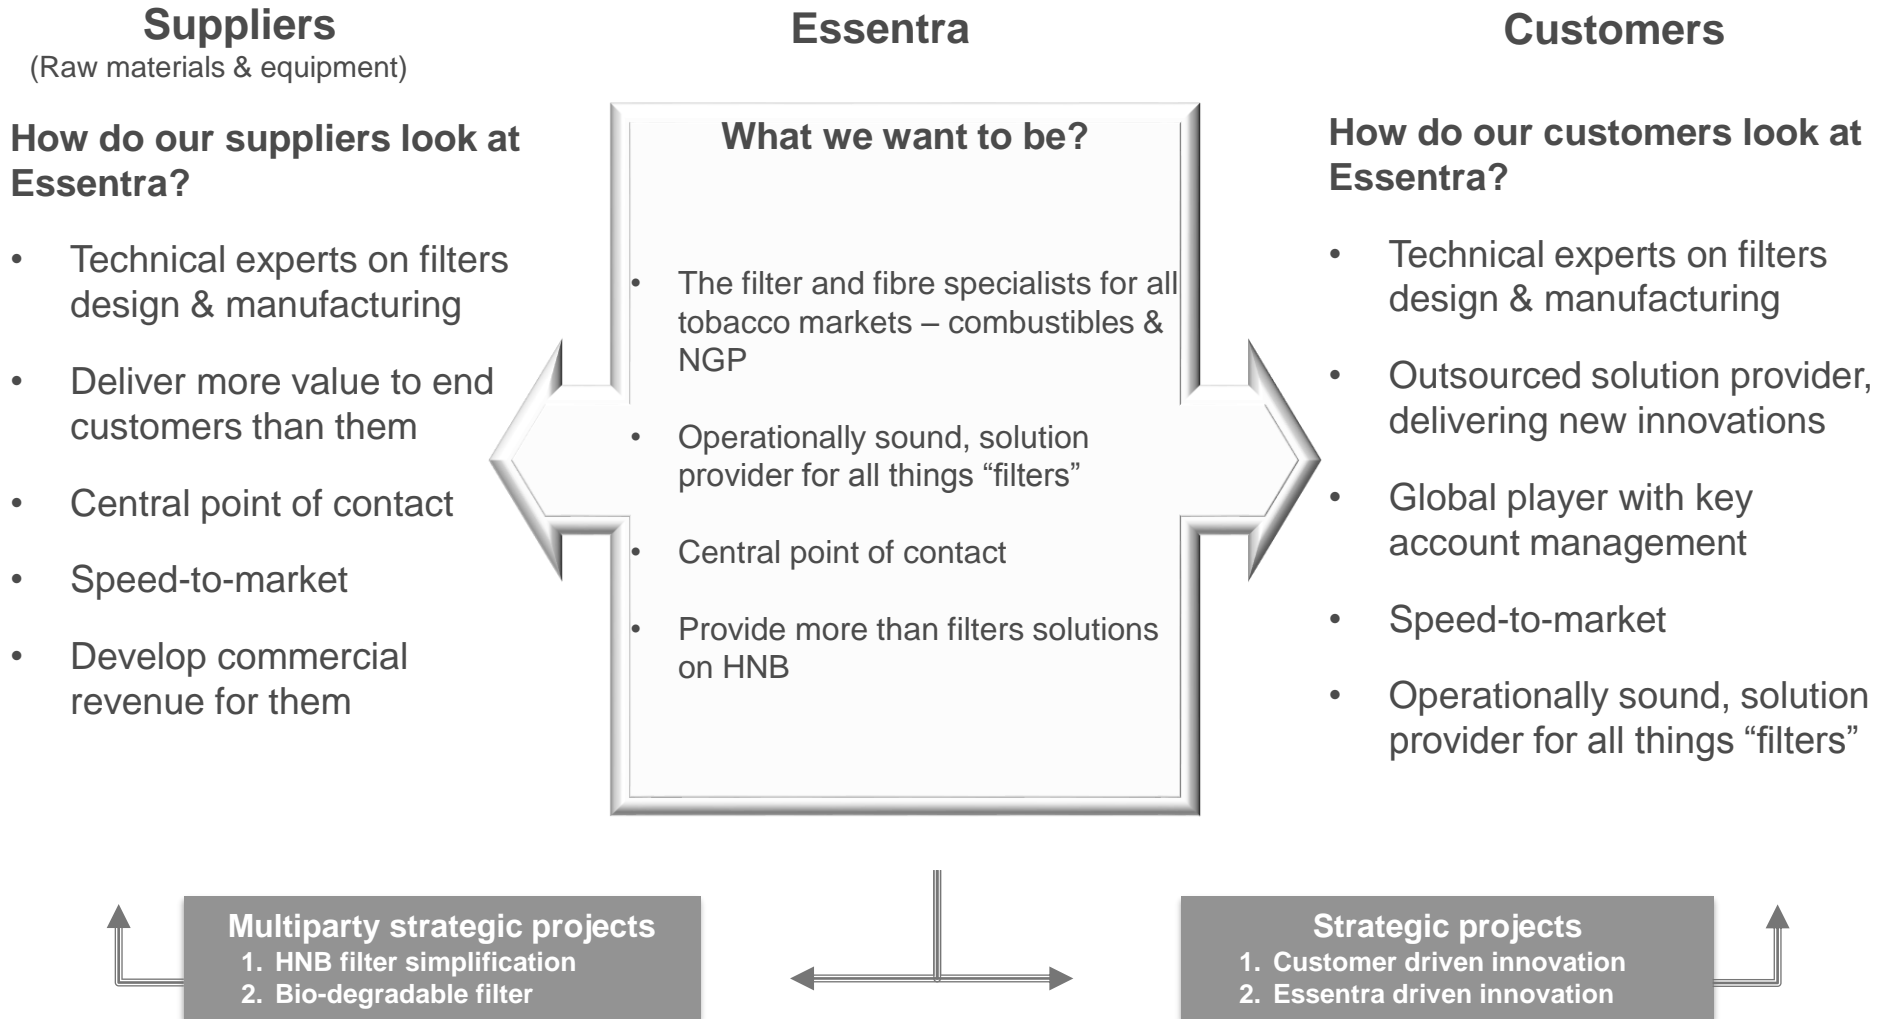 Suppliers
(Raw materials & equipment)
How do our suppliers look at
Essentra?
• Technical experts on filters
design & manufacturing
• Deliver more value to end
customers than them
• Central point of contact
• Speed-to-market
• Develop commercial
revenue for them
Essentra
What we want to be?
• The filter and fibre specialists for all
tobacco markets – combustibles &
NGP
• Operationally sound, solution
provider for all things “filters”
• Central point of contact
• Provide more than filters solutions
on HNB
Customers
How do our customers look at
Essentra?
• Technical experts on filters
design & manufacturing
• Outsourced solution provider,
delivering new innovations
• Global player with key
account management
• Speed-to-market
• Operationally sound, solution
provider for all things “filters”
Multiparty strategic projects
1. HNB filter simplification
2. Bio-degradable filter
Strategic projects
1. Customer driven innovation
2. Essentra driven innovation